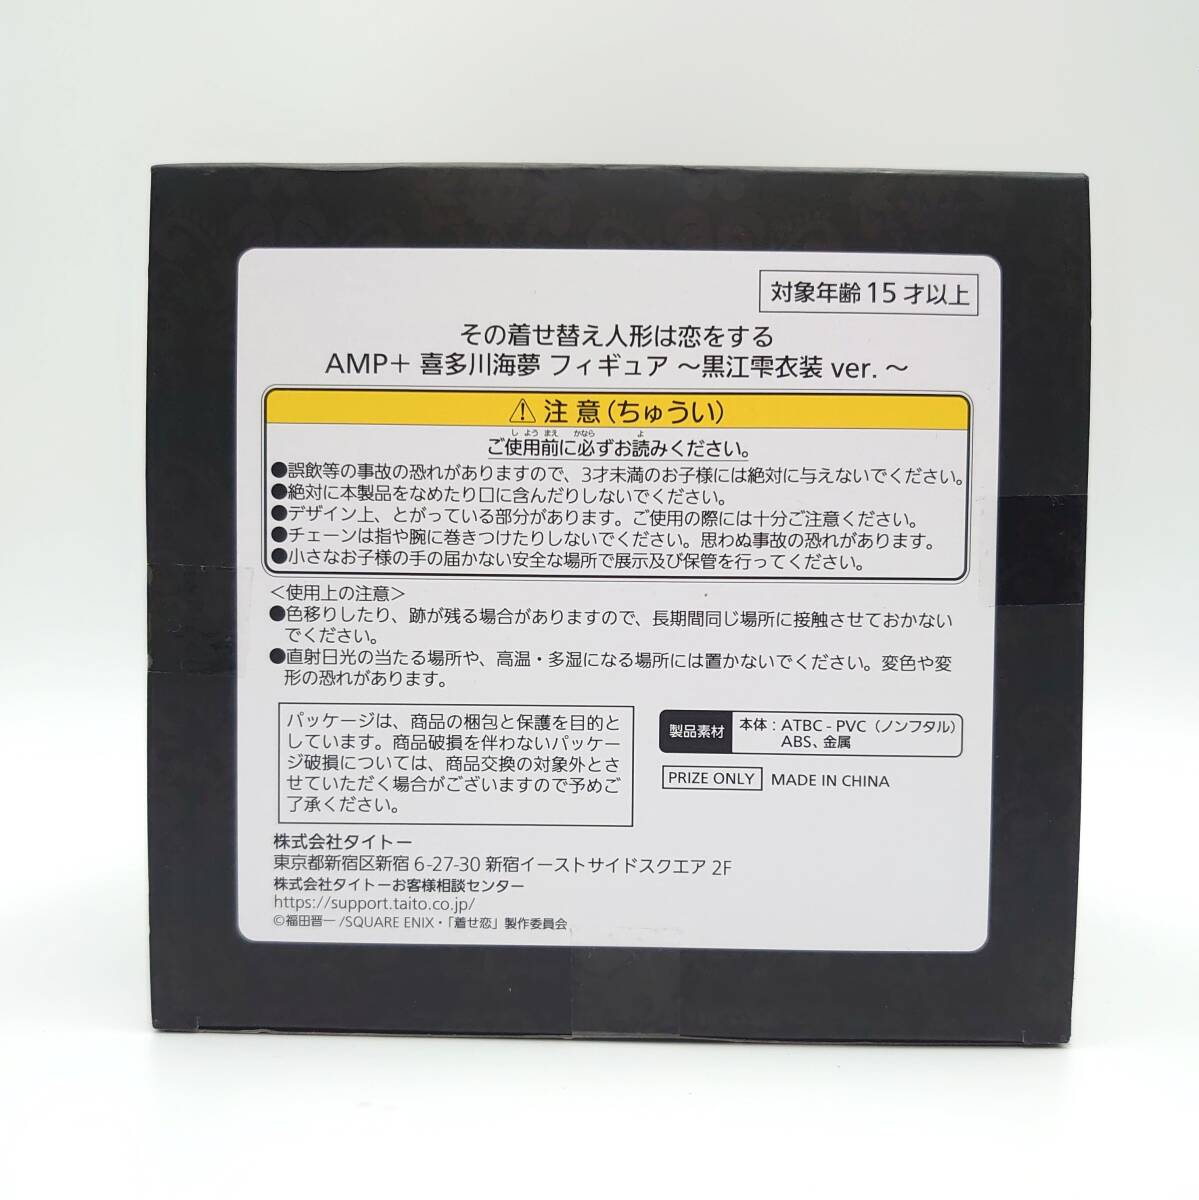 対象年齢 15 才以上
その着せ替え人形は恋をする
AMP＋ 喜多川海夢 フィギュア ～黒江雫衣装 ver. ～
⚠ 注 意（ちゅうい）
しようまえ かなら よ
ご使用前に必ずお読みください。
●誤飲等の事故の恐れがありますので、3才未満のお子様には絶対に与えないでください。
●絶対に本製品をなめたり口に含んだりしないでください。
●デザイン上、とがっている部分があります。ご使用の際には十分ご注意ください。
●チェーンは指や腕に巻きつけたりしないでください。思わぬ事故の恐れがあります。
●小さなお子様の手の届かない安全な場所で展示及び保管を行ってください。
＜使用上の注意＞
●色移りしたり、跡が残る場合がありますので、長期間同じ場所に接触させておかない
でください。
●直射日光の当たる場所や、高温・多湿になる場所には置かないでください。変色や変
形の恐れがあります。
パッケージは、商品の梱包と保護を目的と
しています。商品破損を伴わないパッケー
ジ破損については、商品交換の対象外とさ
せていただく場合がございますので予めご
了承ください。
製品素材 本体：ATBC - PVC（ノンフタル）
ABS、金属
PRIZE ONLY MADE IN CHINA
株式会社タイトー
東京都新宿区新宿 6-27-30 新宿イーストサイドスクエア 2F
株式会社タイトーお客様相談センター
https://support.taito.co.jp/
©福田晋一 /SQUARE ENIX・「着せ恋」製作委員会